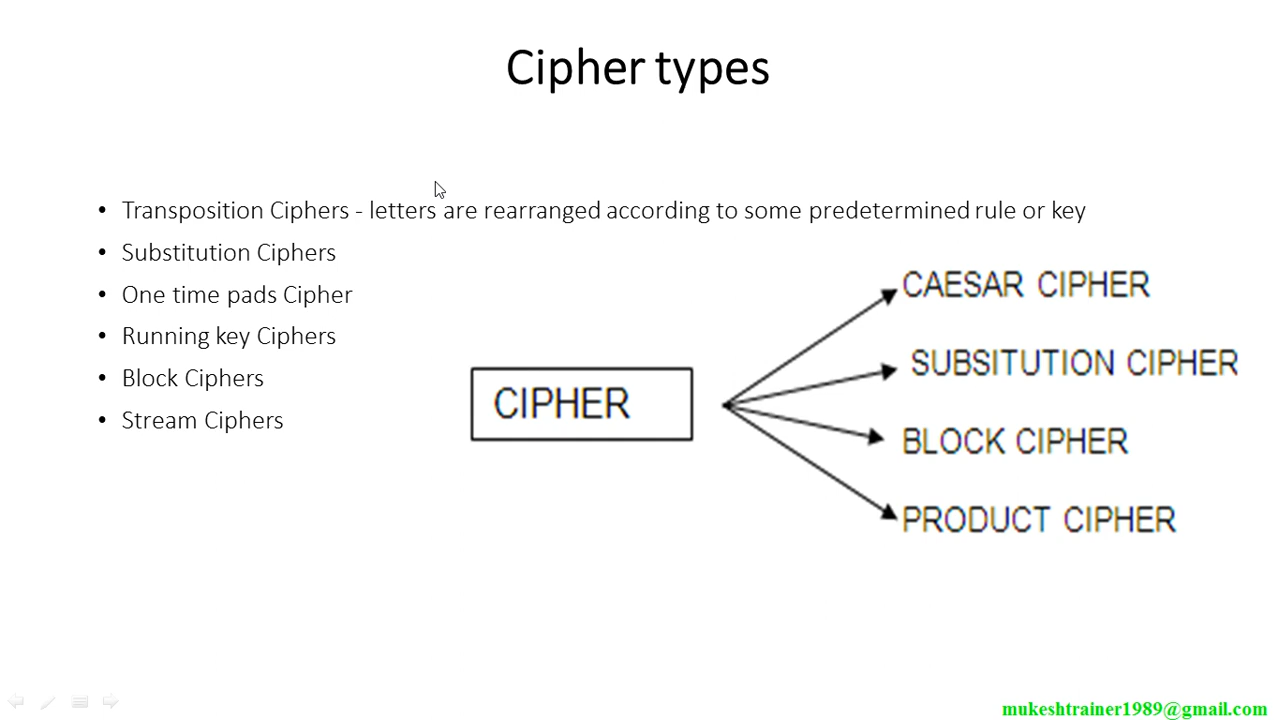 Cipher types
• Transposition Ciphers - letters are rearranged according to some predetermined rule or key
• Substitution Ciphers
• One time pads Cipher
• Running key Ciphers
• Block Ciphers
• Stream Ciphers
CIPHER
CAESAR CIPHER
SUBSITUTION CIPHER
BLOCK CIPHER
PRODUCT CIPHER
mukeshtrainer1989@gmail.com